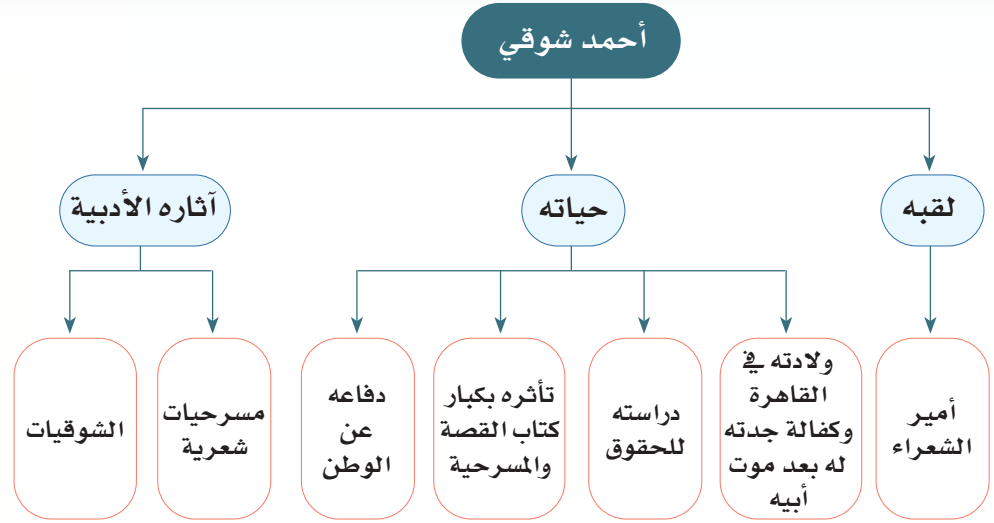 أحمد شوقي
لقبه
حياته
آثاره الأدبية
أمير
الشعراء
ولادته في
القاهرة
وكفالة جدته
له بعد موت
أبيه
دراسته
للحقوق
تأثره بكبار
كتاب القصة
والمسرحية
دفاعه
عن
الوطن
مسرحيات
شعرية
الشوقيات